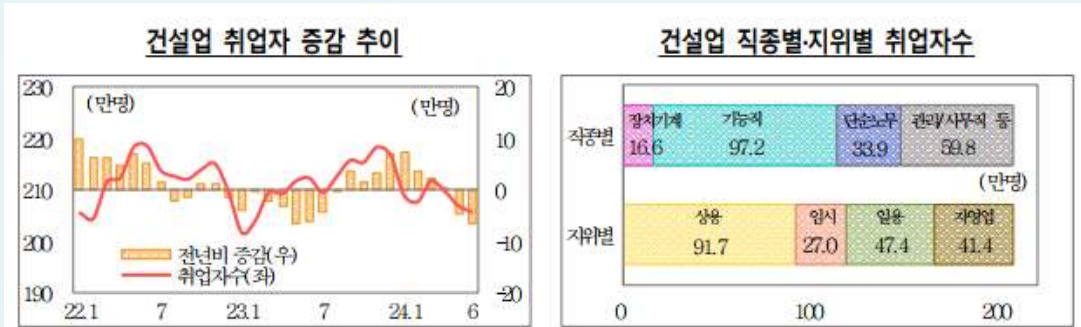 건설업 취업자 증감 추이
230
(만명)
(만명)
20
220
10
210
0
200
-10
190
-20
전년비 증감(우)
취업자수(좌)
22.1
7
23.1
7
24.1
6
건설업 직종별·지위별 취업자수
직종별
장치기계
기능직
단순노무
관리/사무직 등
16.6
97.2
33.9
59.8
(만명)
지위별
상용
임시
일용
자영업
91.7
27.0
47.4
41.4
0
100
200